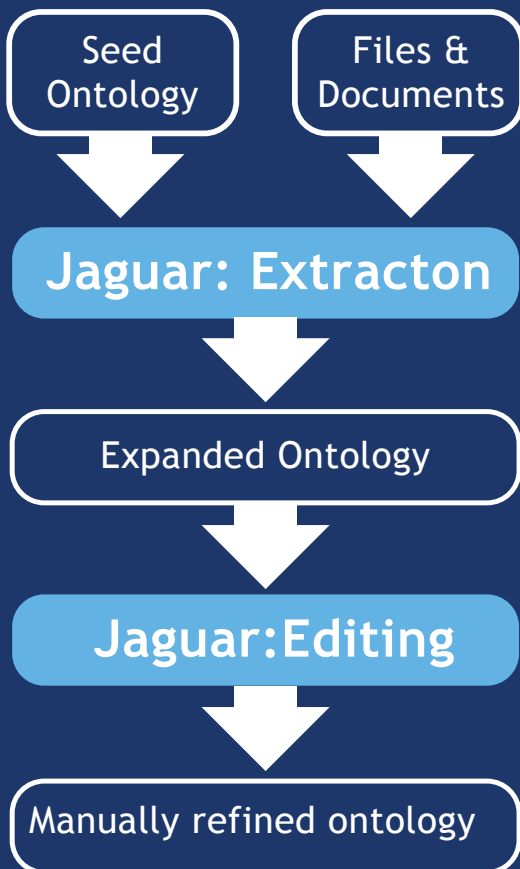 Seed
Ontology
Files &
Documents
Jaguar: Extracton
Expanded Ontology
Jaguar:Editing
Manually refined ontology